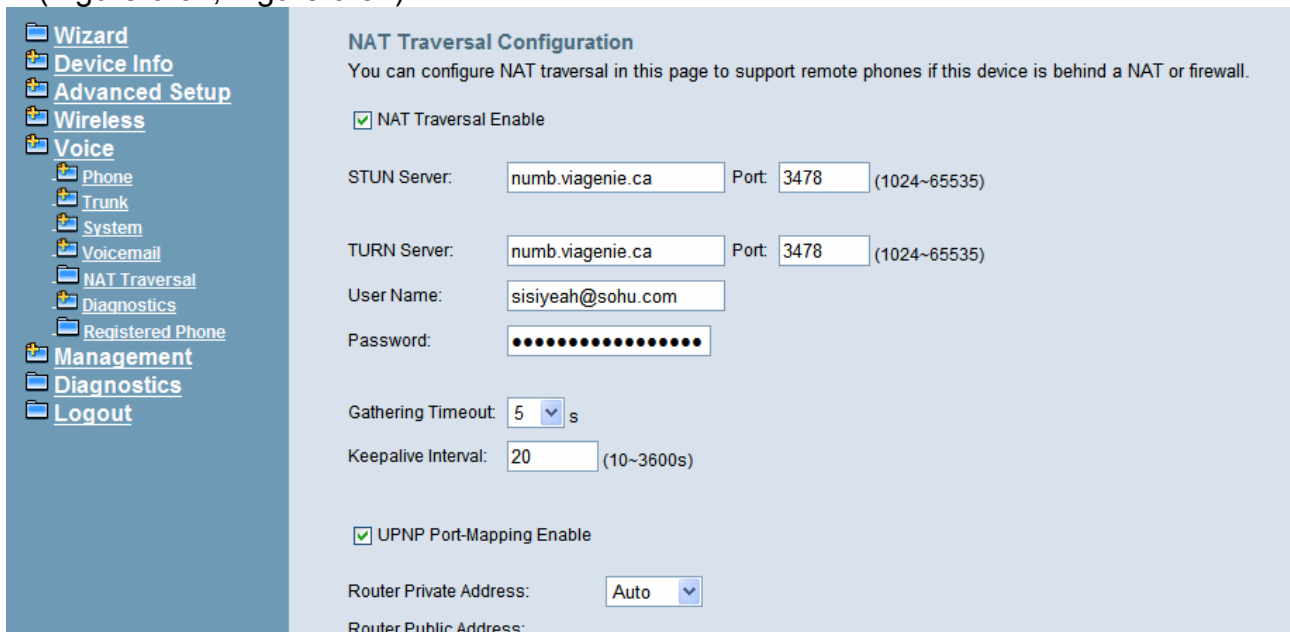 Wizard
Device Info
Advanced Setup
Wireless
Voice
Phone
Trunk
System
Voicemail
NAT Traversal
Diagnostics
Registered Phone
Management
Diagnostics
Logout
NAT Traversal Configuration
You can configure NAT traversal in this page to support remote phones if this device is behind a NAT or firewall.
NAT Traversal Enable
STUN Server: numb.viagenie.ca Port: 3478 (1024~65535)
TURN Server: numb.viagenie.ca Port: 3478 (1024~65535)
User Name: sisiyeah@sohu.com
Password: ●●●●●●●●●●●●●●●●●
Gathering Timeout: 5 s
Keepalive Interval: 20 (10~3600s)
UPNP Port-Mapping Enable
Router Private Address: Auto
Router Public Address: